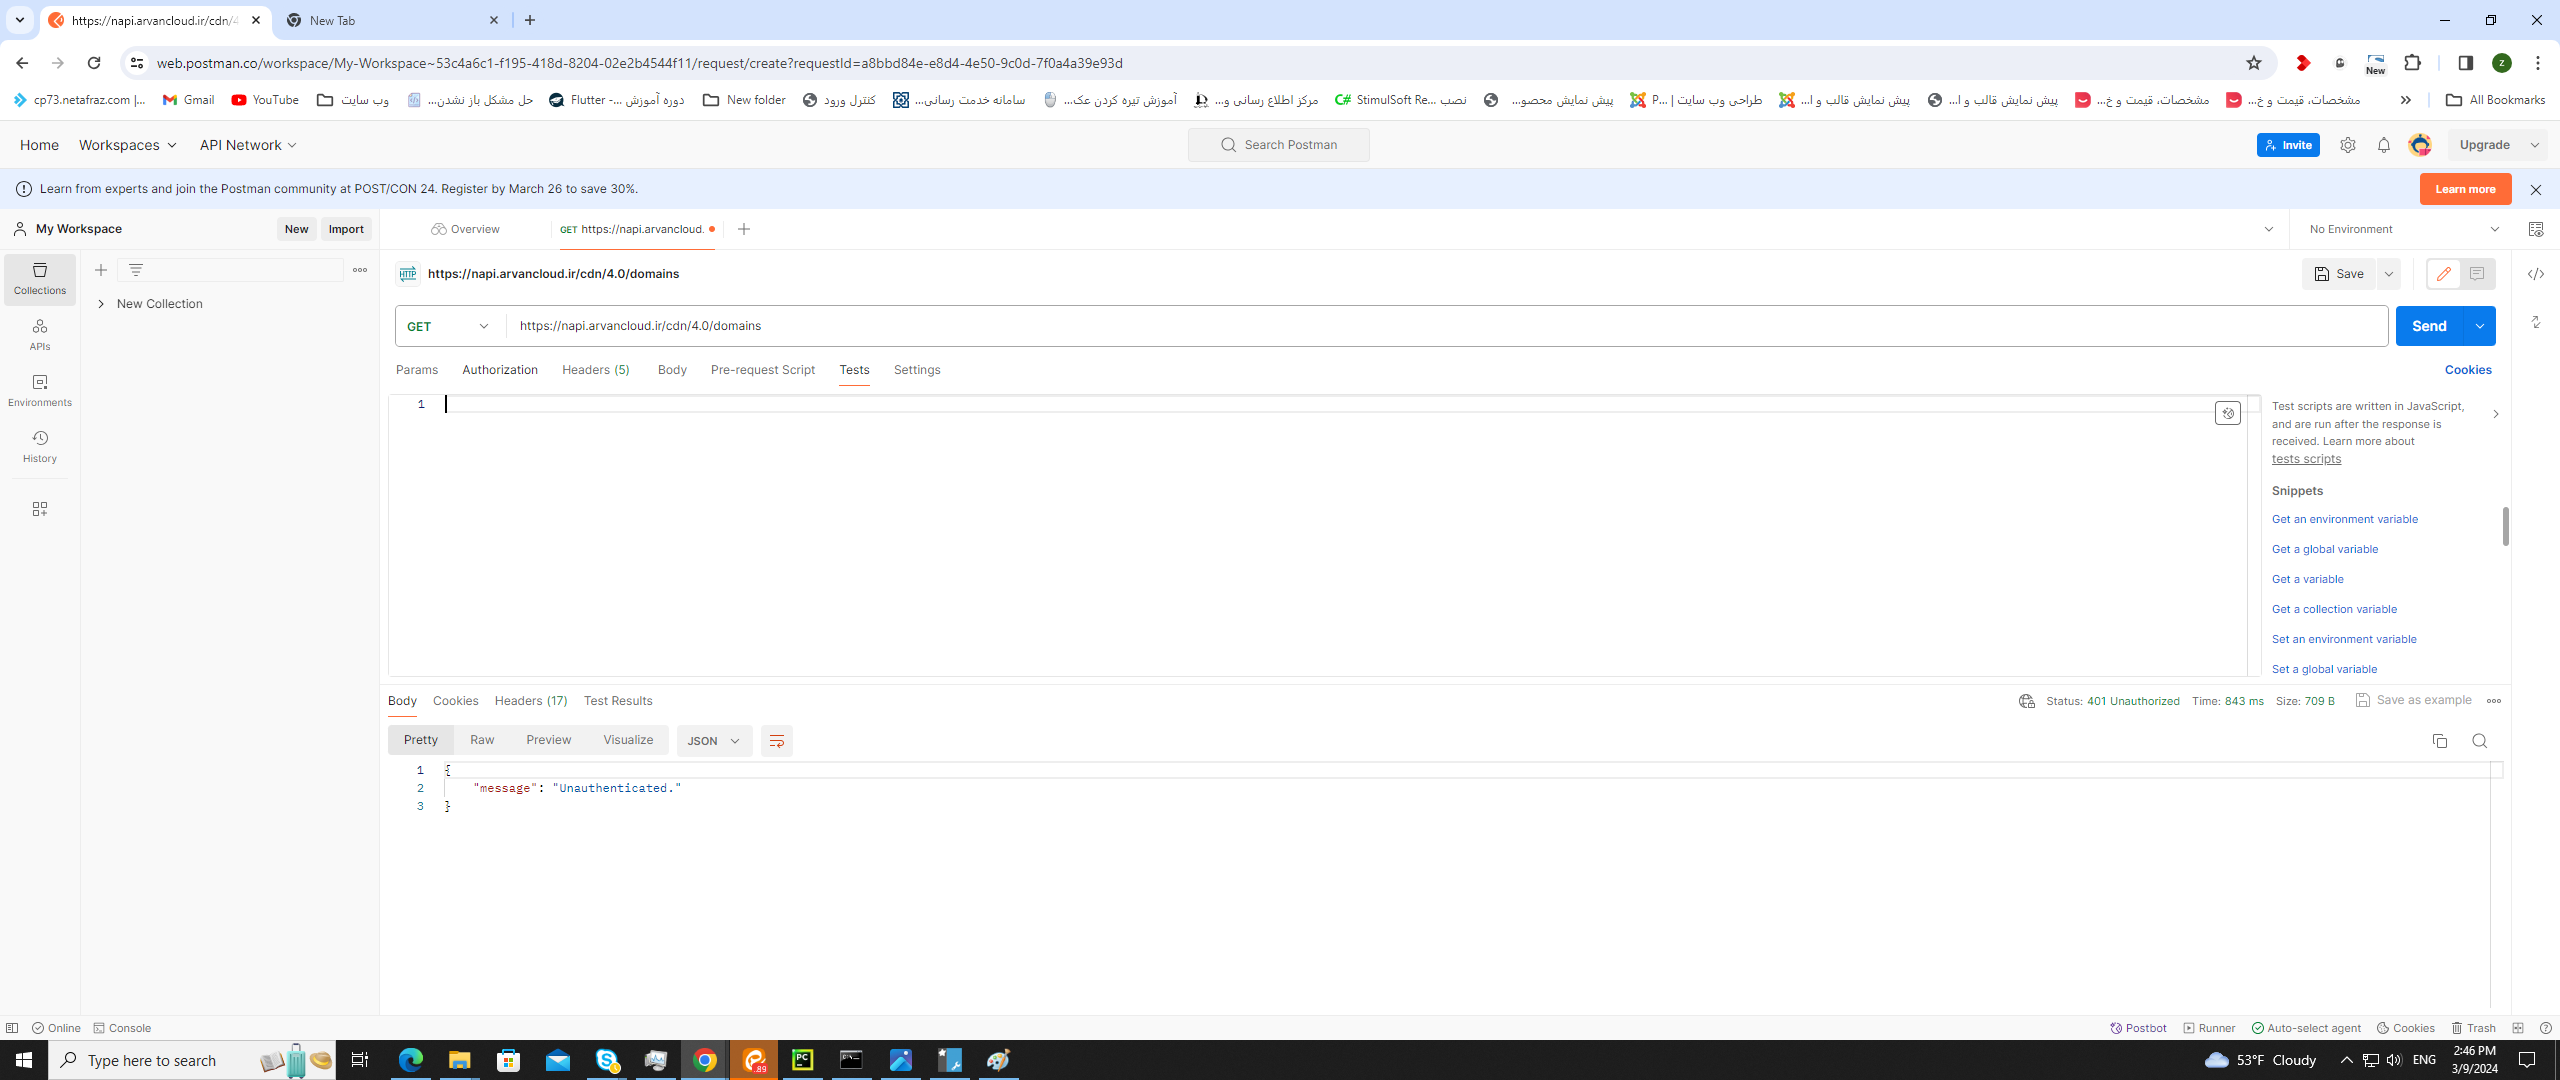 https://napi.arvancloud.ir/cdn/4
New Tab
web.postman.co/workspace/My-Workspace~53c4a6c1-f195-418d-8204-02e2b4544f11/request/create?requestId=a8bbd84e-e8d4-4e50-9c0d-7f0a4a39e93d
New
z
cp73.netafraz.com |...
Gmail
YouTube
وب سایت
حل مشکل باز نشدن...
دوره آموزش ... - Flutter
New folder
کنترل ورود
سامانه خدمت رسانی...
آموزش تیره کردن عک...
مرکز اطلاع رسانی و...
نصب StimulSoft Re...
C#
پیش نمایش محصو...
طراحی وب سایت | P...
پیش نمایش قالب و ا...
پیش نمایش قالب و ا...
مشخصات، قیمت و خ...
مشخصات، قیمت و خ...
All Bookmarks
Home
Workspaces
API Network
Search Postman
Invite
Upgrade
Learn from experts and join the Postman community at POST/CON 24. Register by March 26 to save 30%.
Learn more
My Workspace
New
Import
Overview
GET https://napi.arvancloud.
No Environment
Collections
New Collection
APIs
Environments
History
HTTP
https://napi.arvancloud.ir/cdn/4.0/domains
Save
GET
https://napi.arvancloud.ir/cdn/4.0/domains
Send
Params
Authorization
Headers (5)
Body
Pre-request Script
Tests
Settings
Cookies
1
Test scripts are written in JavaScript,
and are run after the response is
received. Learn more about
tests scripts
Snippets
Get an environment variable
Get a global variable
Get a variable
Get a collection variable
Set an environment variable
Set a global variable
Body
Cookies
Headers (17)
Test Results
Status: 401 Unauthorized
Time: 843 ms
Size: 709 B
Save as example
Pretty
Raw
Preview
Visualize
JSON
1 {
2 "message": "Unauthenticated."
3 }
Online
Console
Postbot
Runner
Auto-select agent
Cookies
Trash
Type here to search
.89
PC
53°F Cloudy
ENG
2:46 PM
3/9/2024